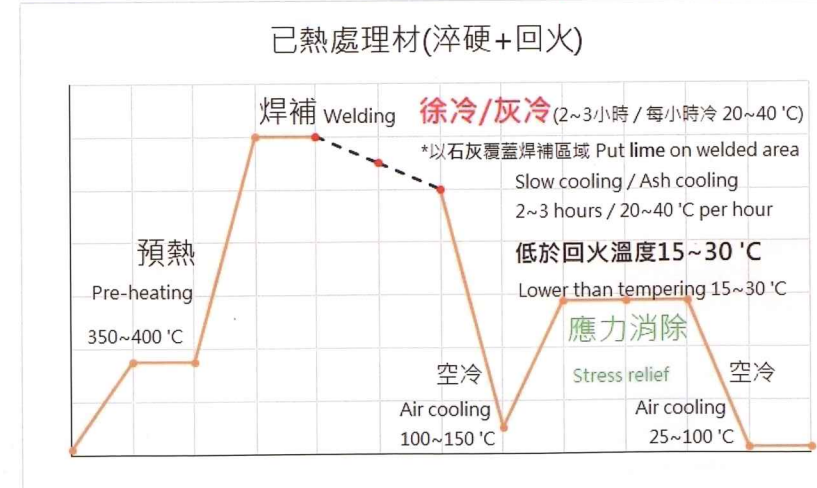 已熱處理材(淬硬+回火)
焊補 Welding
徐冷/灰冷(2~3小時 / 每小時冷 20~40 'C)
*以石灰覆蓋焊補區域 Put lime on welded area
Slow cooling / Ash cooling
2~3 hours / 20~40 'C per hour
預熱
Pre-heating
350~400 'C
低於回火溫度15~30 'C
Lower than tempering 15~30 'C
應力消除
Stress relief
空冷
Air cooling
100~150 'C
空冷
Air cooling
25~100 'C